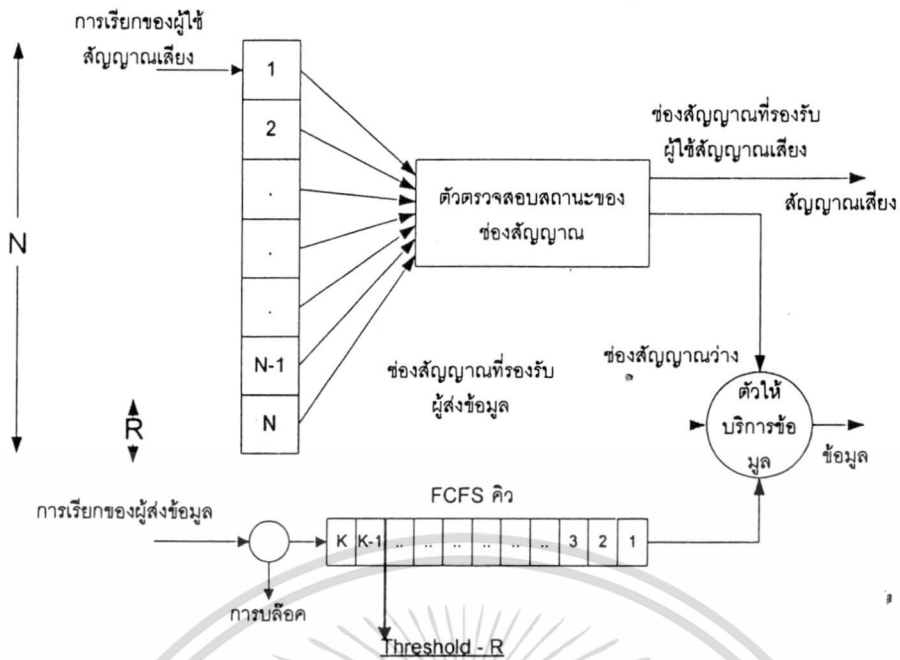 การเรียกของผู้ใช้
สัญญาณเสียง
1
2
.
.
.
N-1
N
N
R
ตัวตรวจสอบสถานะของ
ช่องสัญญาณ
ช่องสัญญาณที่รองรับ
ผู้ใช้สัญญาณเสียง
สัญญาณเสียง
ช่องสัญญาณที่รองรับ
ผู้ส่งข้อมูล
ช่องสัญญาณว่าง
ตัวให้
บริการข้อ
มูล
ข้อมูล
การเรียกของผู้ส่งข้อมูล
FCFS คิว
K K-1 .. .. .. .. .. .. 3 2 1
การบล๊อค
Threshold - R